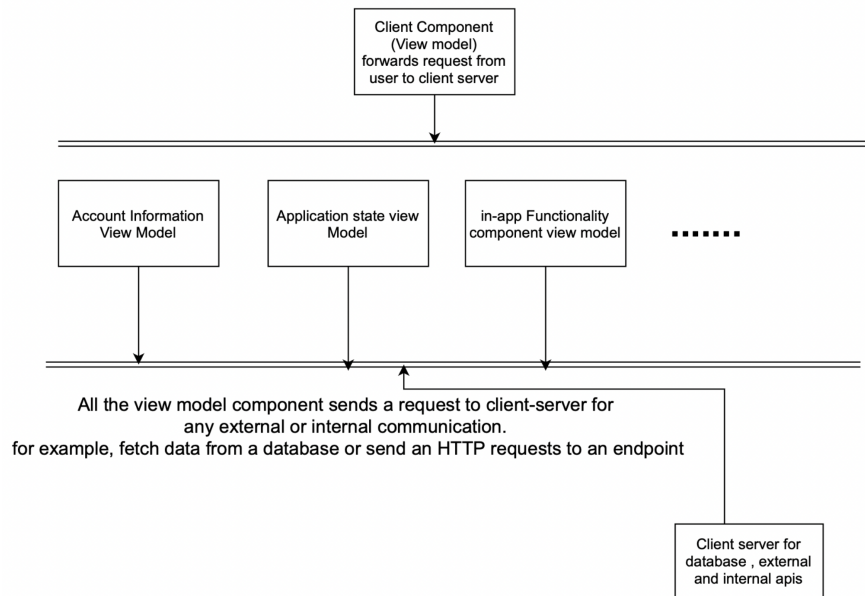 Client Component
(View model)
forwards request from
user to client server
Account Information
View Model
Application state view
Model
in-app Functionality
component view model
.......
All the view model component sends a request to client-server for
any external or internal communication.
for example, fetch data from a database or send an HTTP requests to an endpoint
Client server for
database , external
and internal apis